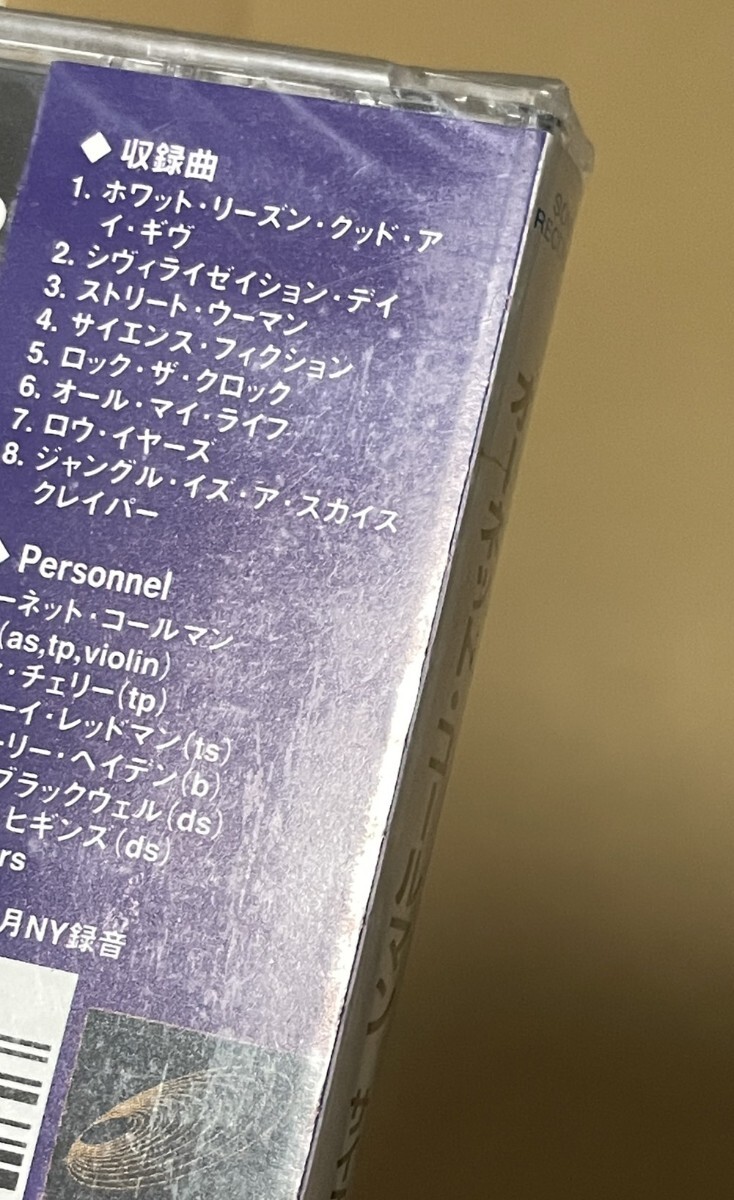 ◆ 収録曲
1. ホワット・リーズン・クッド・ア
イ・ギヴ
2. シヴィライゼイション・デイ
3. ストリート・ウーマン
4. サイエンス・フィクション
5. ロック・ザ・クロック
6. オール・マイ・ライフ
7. ロウ・イヤーズ
8. ジャングル・イズ・ア・スカイス
クレイパー
◆ Personnel
ーネット・コールマン
(as,tp,violin)
・チェリー(tp)
ーイ・レッドマン(ts)
ーリー・ヘイデン(b)
ブラックウェル(ds)
ヒギンズ(ds)
rs
月NY録音
RECO
・コールマン